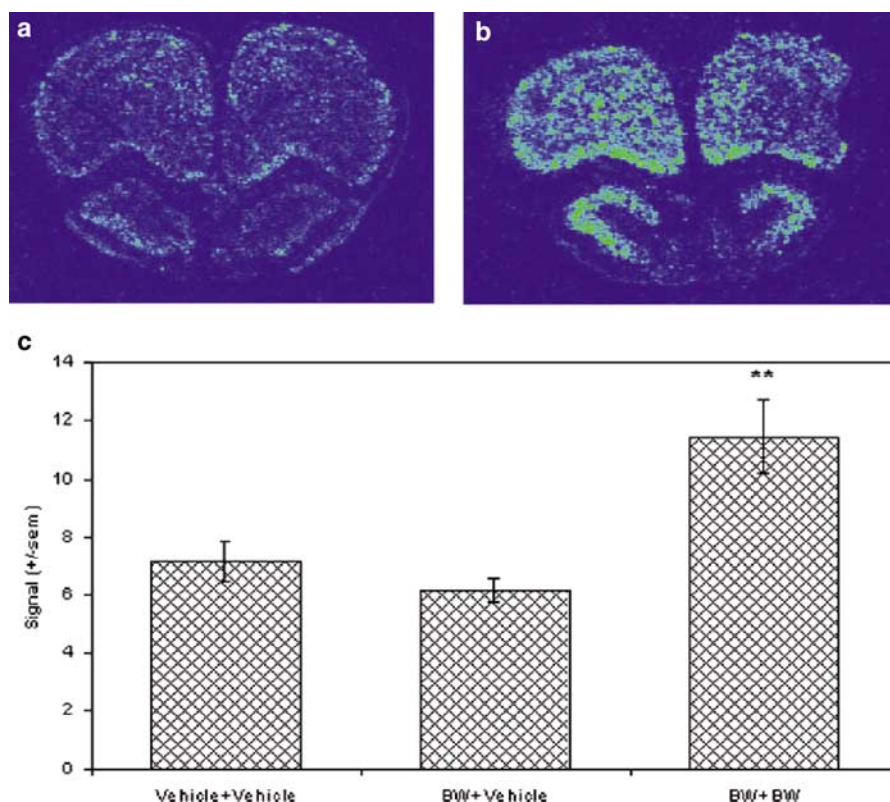 a
b
c
14
12
10
8
6
4
2
0
Signal (+/-sem)
**
Vehicle+Vehicle
BW+Vehicle
BW+BW